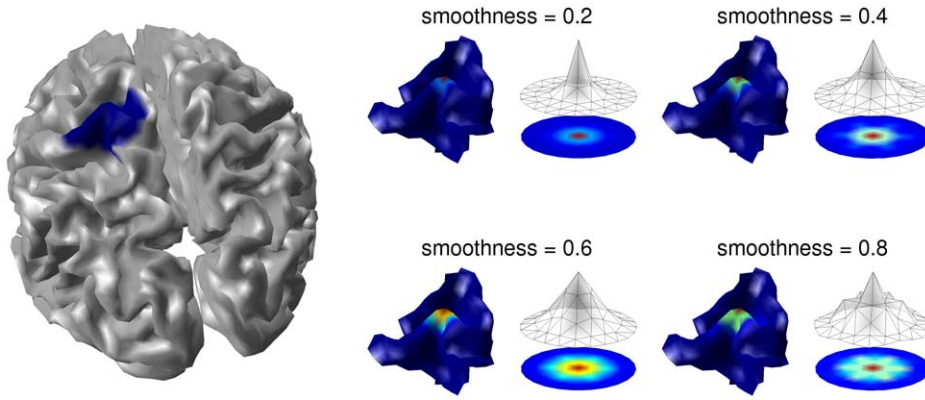 smoothness = 0.2
smoothness = 0.4
smoothness = 0.6
smoothness = 0.8